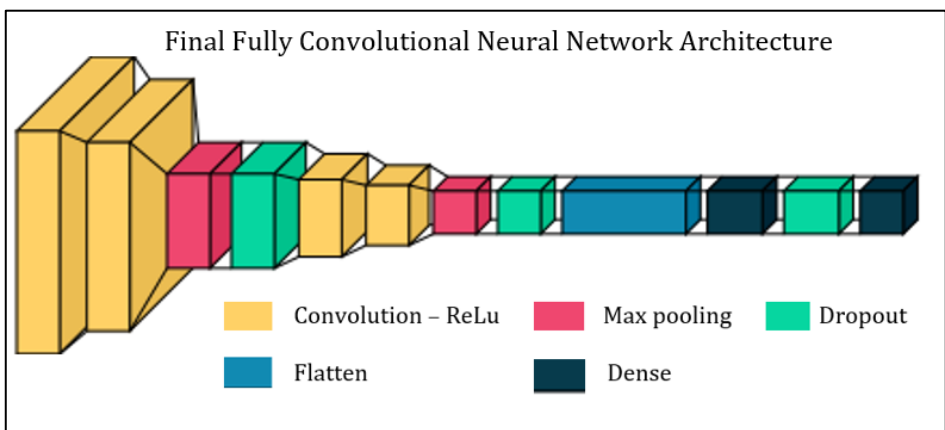 Final Fully Convolutional Neural Network Architecture
Convolution – ReLu Max pooling Dropout
Flatten Dense